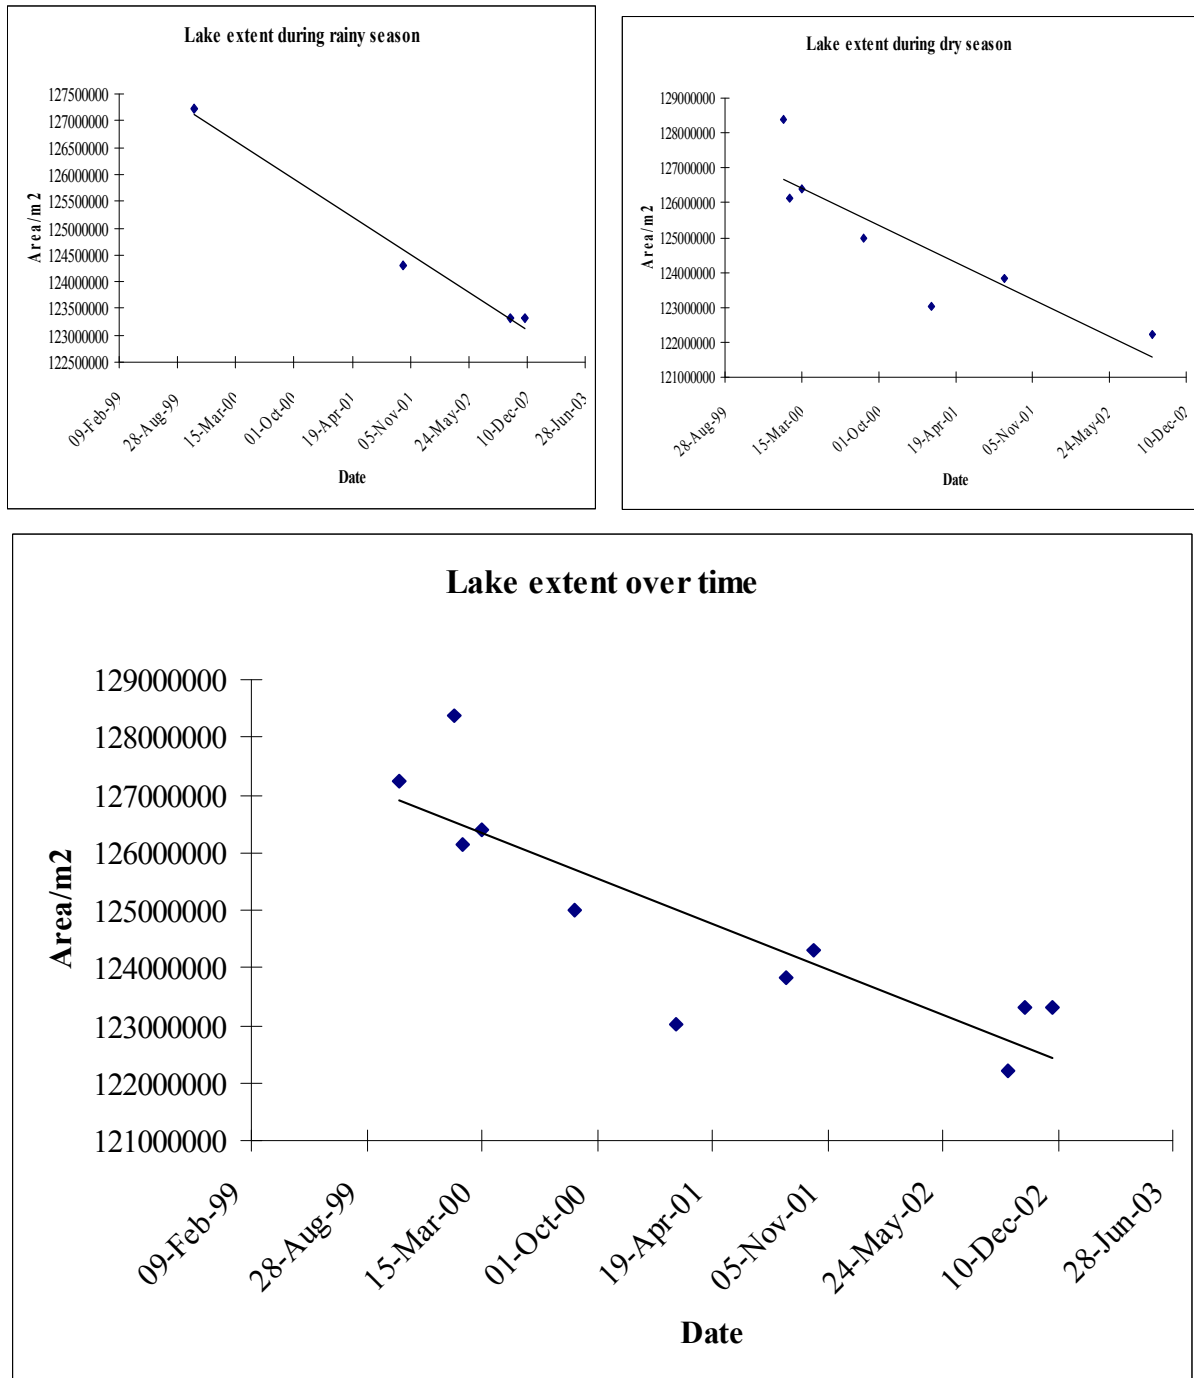 Lake extent during rainy season
127500000
127000000
126500000
126000000
125500000
125000000
124500000
124000000
123500000
123000000
122500000
Area/m2
09-Feb-99
28-Aug-99
15-Mar-00
01-Oct-00
19-Apr-01
05-Nov-01
24-May-02
10-Dec-02
28-Jun-03
Date
Lake extent during dry season
129000000
128000000
127000000
126000000
125000000
124000000
123000000
122000000
121000000
Area/m2
28-Aug-99
15-Mar-00
01-Oct-00
19-Apr-01
05-Nov-01
24-May-02
10-Dec-02
Date
Lake extent over time
129000000
128000000
127000000
126000000
125000000
124000000
123000000
122000000
121000000
Area/m2
09-Feb-99
28-Aug-99
15-Mar-00
01-Oct-00
19-Apr-01
05-Nov-01
24-May-02
10-Dec-02
28-Jun-03
Date